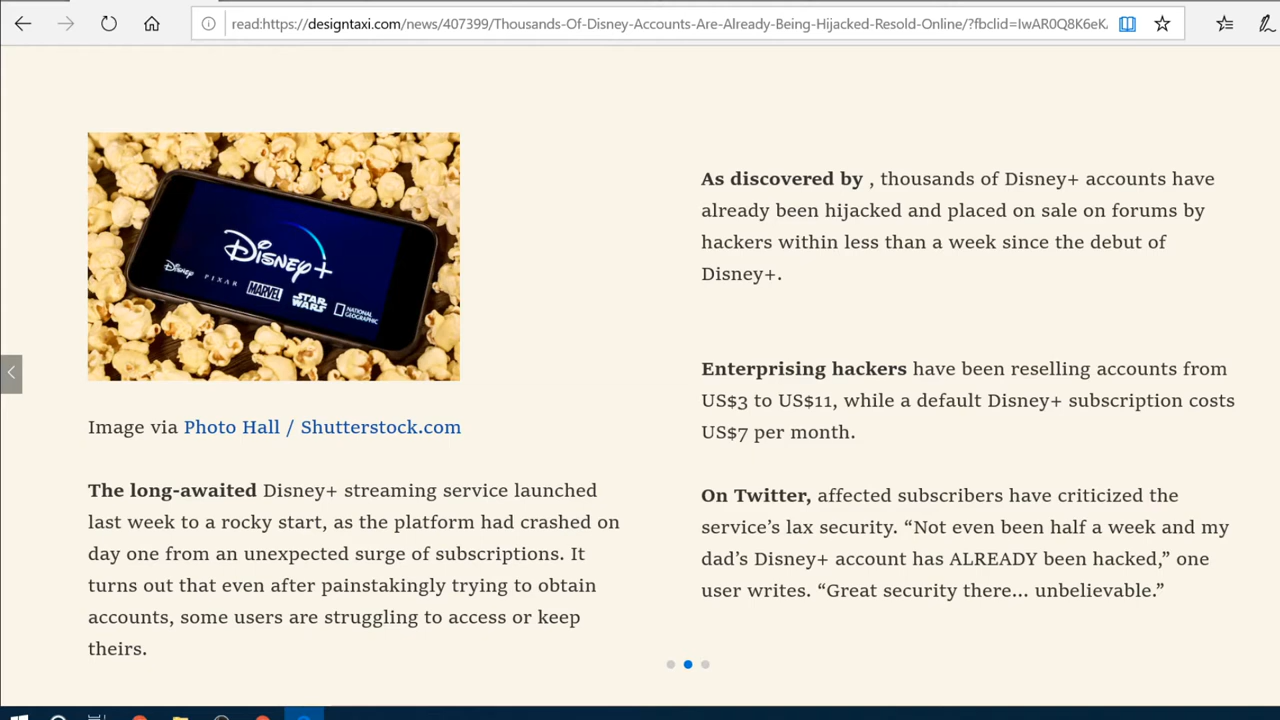 read:https://designtaxi.com/news/407399/Thousands-Of-Disney-Accounts-Are-Already-Being-Hijacked-Resold-Online/?fbclid=IwAR0Q8K6eK
DISNEY+
Disney PIXAR MARVEL STAR WARS NATIONAL GEOGRAPHIC
Image via Photo Hall / Shutterstock.com
The long-awaited Disney+ streaming service launched
last week to a rocky start, as the platform had crashed on
day one from an unexpected surge of subscriptions. It
turns out that even after painstakingly trying to obtain
accounts, some users are struggling to access or keep
theirs.
As discovered by , thousands of Disney+ accounts have
already been hijacked and placed on sale on forums by
hackers within less than a week since the debut of
Disney+.
Enterprising hackers have been reselling accounts from
US$3 to US$11, while a default Disney+ subscription costs
US$7 per month.
On Twitter, affected subscribers have criticized the
service’s lax security. “Not even been half a week and my
dad’s Disney+ account has ALREADY been hacked,” one
user writes. “Great security there... unbelievable.”